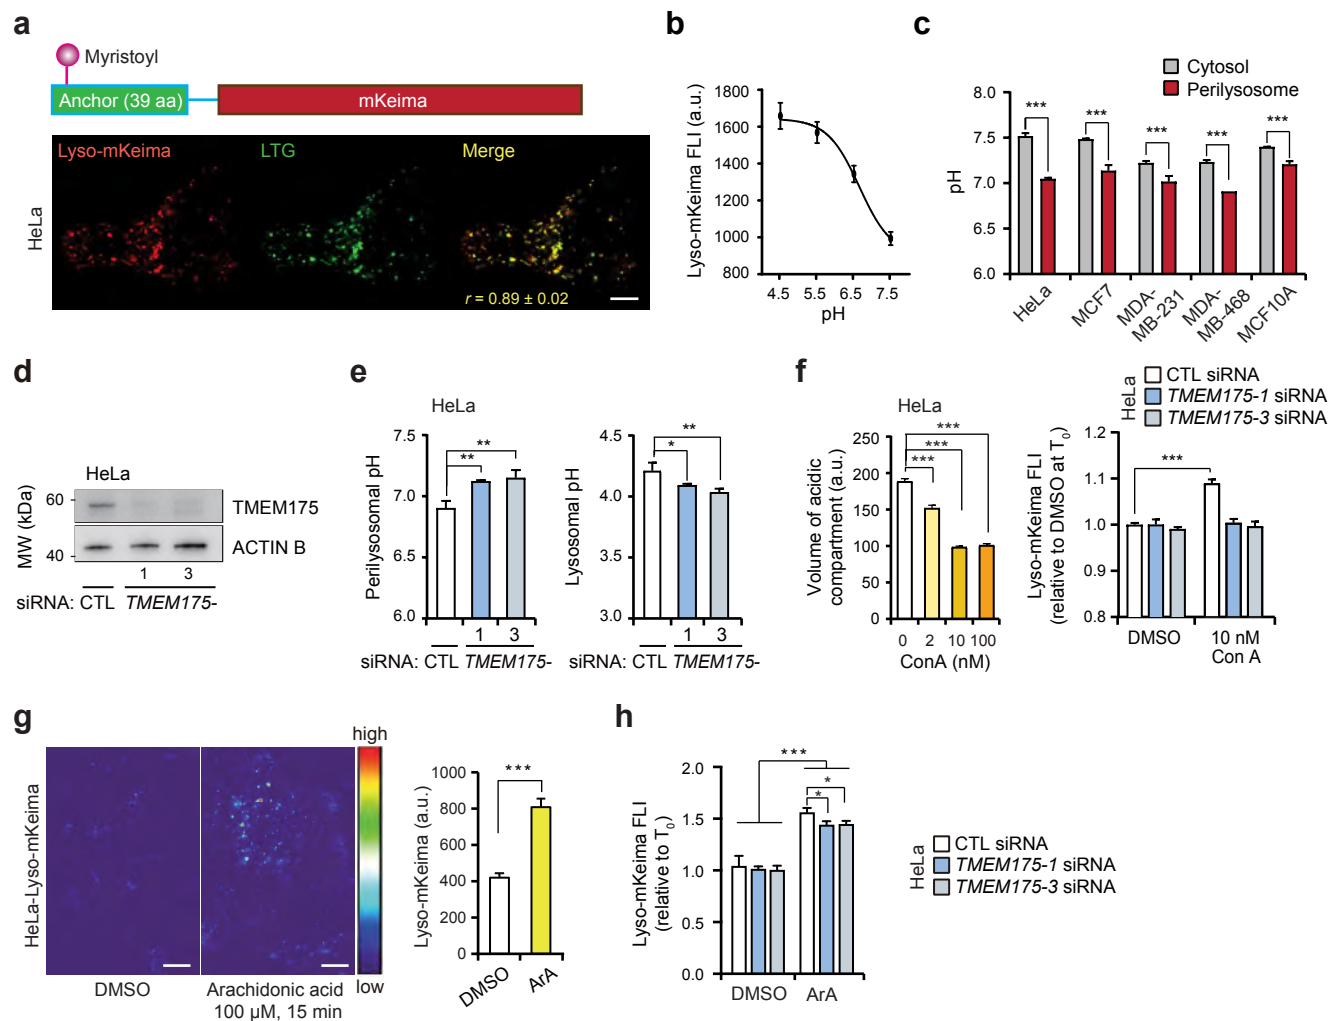 a
Myristoyl
Anchor (39 aa)
mKeima
Lyso-mKeima
LTG
Merge
HeLa
r = 0.89 ± 0.02
b
Lyso-mKeima FLI (a.u.)
1800
1600
1400
1200
1000
800
4.5 5.5 6.5 7.5
pH
c
Cytosol
Perilysosome
pH
8.0
7.5
7.0
6.5
6.0
*** *** *** *** ***
HeLa
MCF7
MDA-
MB-231
MDA-
MB-468
MCF10A
d
HeLa
MW (kDa)
60
40
TMEM175
ACTIN B
1 3
siRNA: CTL TMEM175-
e
HeLa
Perilysosomal pH
7.5
7.0
6.5
6.0
**
**
1 3
siRNA: CTL TMEM175-
Lysosomal pH
4.5
4.0
3.5
3.0
**
*
1 3
siRNA: CTL TMEM175-
f
HeLa
Volume of acidic
compartment (a.u.)
250
200
150
100
50
0
***
***
***
0 2 10 100
ConA (nM)
HeLa
CTL siRNA
TMEM175-1 siRNA
TMEM175-3 siRNA
Lyso-mKeima FLI
(relative to DMSO at T0)
1.2
1.1
1.0
0.9
0.8
***
DMSO
10 nM
Con A
g
HeLa-Lyso-mKeima
high
low
DMSO
Arachidonic acid
100 µM, 15 min
Lyso-mKeima (a.u.)
1000
800
600
400
200
0
***
DMSO
ArA
h
Lyso-mKeima FLI
(relative to T0)
2.0
1.5
1.0
0.5
0.0
***
*
*
DMSO ArA
HeLa
CTL siRNA
TMEM175-1 siRNA
TMEM175-3 siRNA